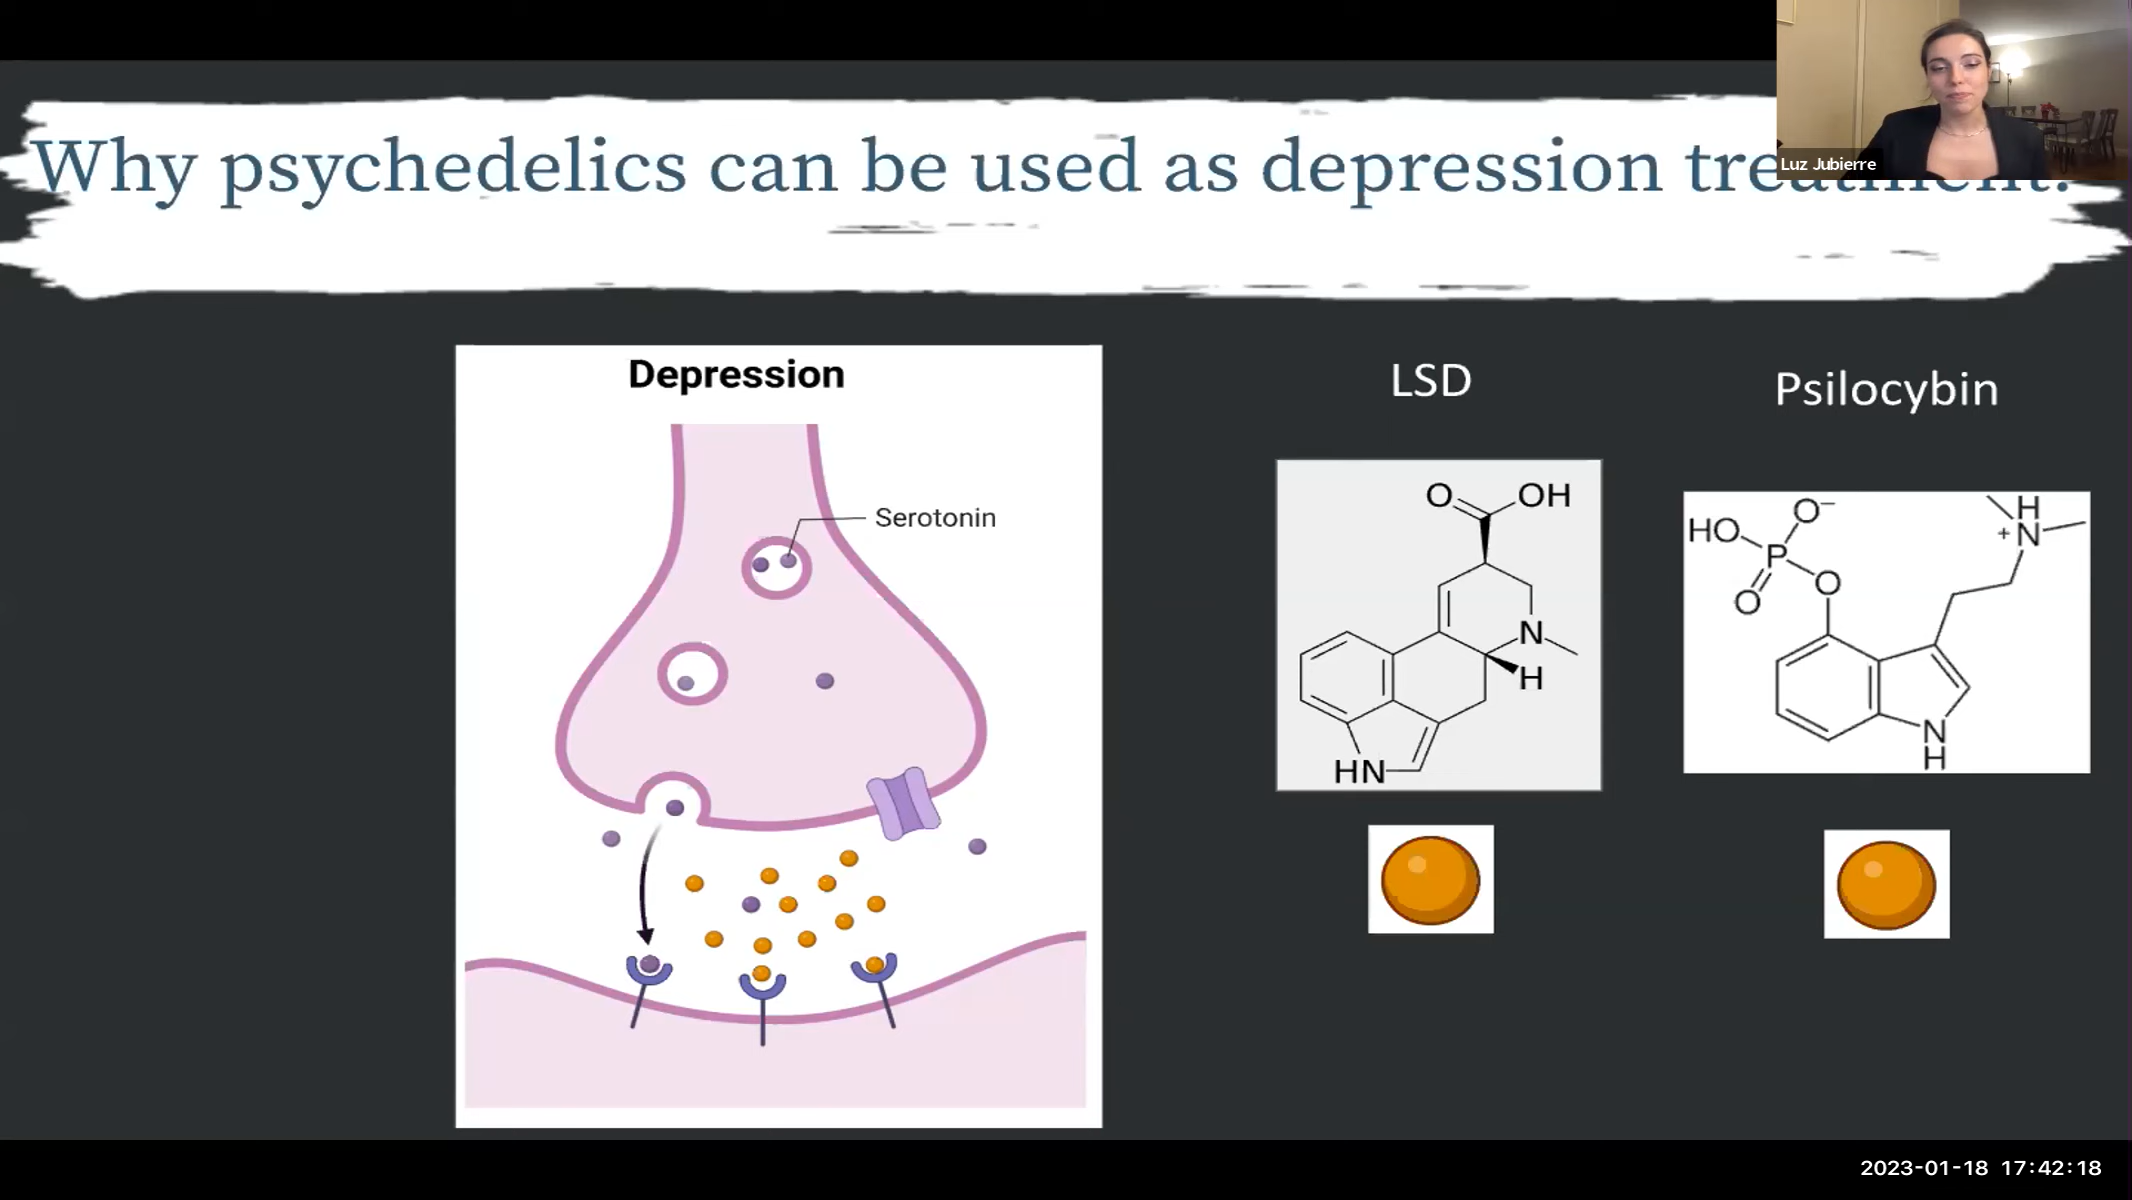 Why psychedelics can be used as depression
Luz Jubierre
Depression
Serotonin
LSD
O OH
N
H
HN
Psilocybin
O−
HO
P
O
O
H
+ N
N
H
2023-01-18 17:42:18